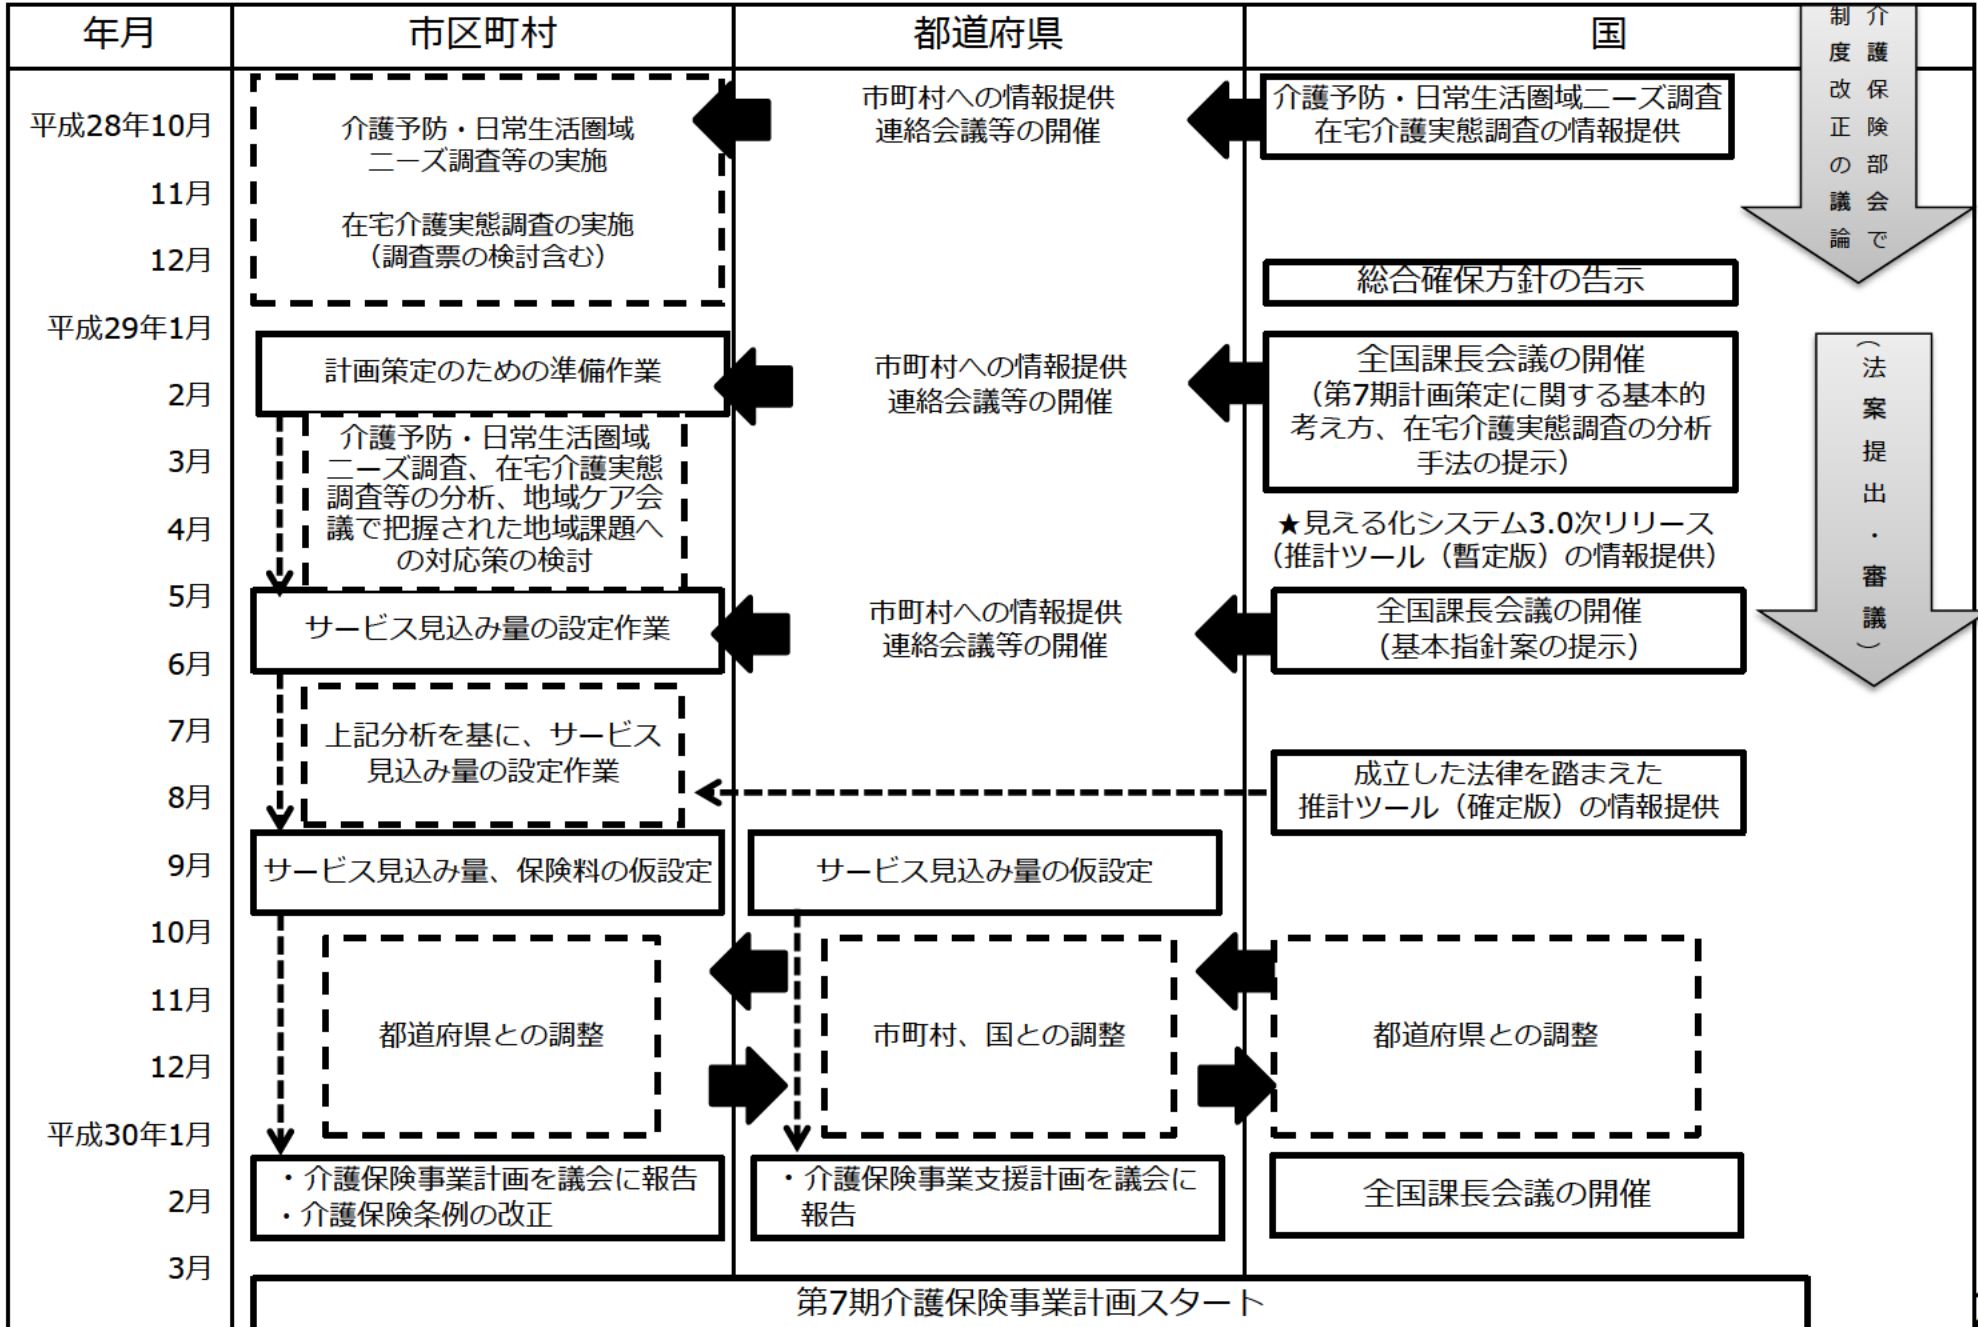 年月
市区町村
都道府県
国
介護保険部会で
制度改正の議論
平成28年10月
11月
12月
平成29年1月
2月
3月
4月
5月
6月
7月
8月
9月
10月
11月
12月
平成30年1月
2月
3月
介護予防・日常生活圏域
ニーズ調査等の実施
在宅介護実態調査の実施
（調査票の検討含む）
市町村への情報提供
連絡会議等の開催
介護予防・日常生活圏域ニーズ調査
在宅介護実態調査の情報提供
総合確保方針の告示
計画策定のための準備作業
市町村への情報提供
連絡会議等の開催
全国課長会議の開催
（第7期計画策定に関する基本的
考え方、在宅介護実態調査の分析
手法の提示）
（法案提出・審議）
介護予防・日常生活圏域
ニーズ調査、在宅介護実態
調査等の分析、地域ケア会
議で把握された地域課題へ
の対応策の検討
★見える化システム3.0次リリース
（推計ツール（暫定版）の情報提供）
サービス見込み量の設定作業
市町村への情報提供
連絡会議等の開催
全国課長会議の開催
（基本指針案の提示）
上記分析を基に、サービス
見込み量の設定作業
成立した法律を踏まえた
推計ツール（確定版）の情報提供
サービス見込み量、保険料の仮設定
サービス見込み量の仮設定
都道府県との調整
市町村、国との調整
都道府県との調整
・介護保険事業計画を議会に報告
・介護保険条例の改正
・介護保険事業支援計画を議会に
報告
全国課長会議の開催
第7期介護保険事業計画スタート